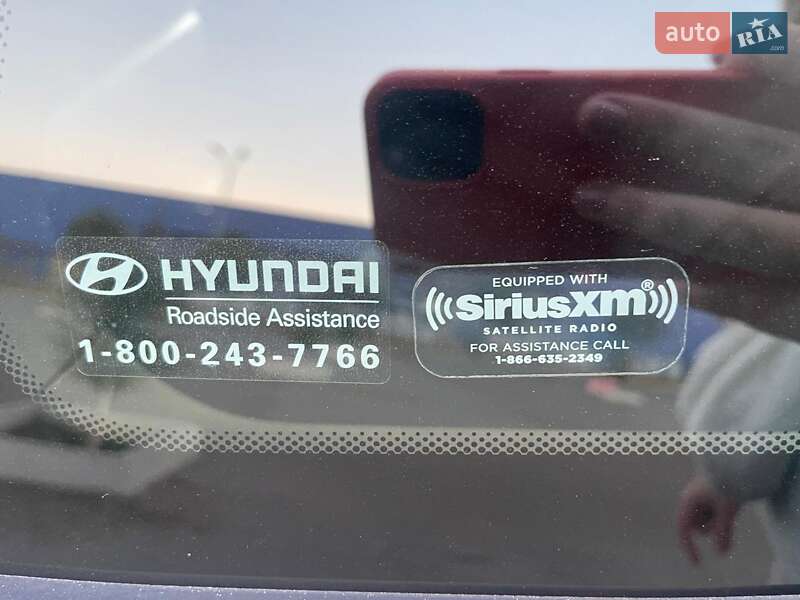 auto RIA .com
HYUNDAI
Roadside Assistance
1-800-243-7766
EQUIPPED WITH
SiriusXm®
SATELLITE RADIO
FOR ASSISTANCE CALL
1-866-635-2349